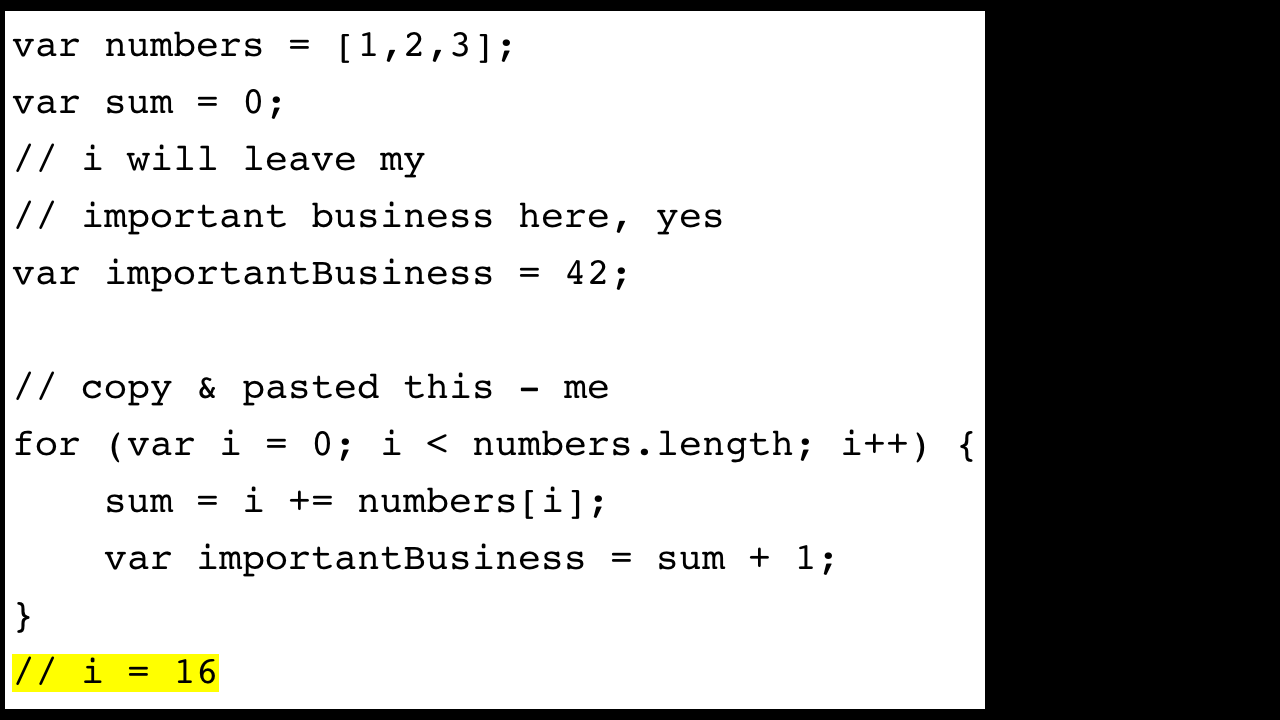 var numbers = [1,2,3];
var sum = 0;
// i will leave my
// important business here, yes
var importantBusiness = 42;

// copy & pasted this - me
for (var i = 0; i < numbers.length; i++) {
    sum = i += numbers[i];
    var importantBusiness = sum + 1;
}
// i = 16